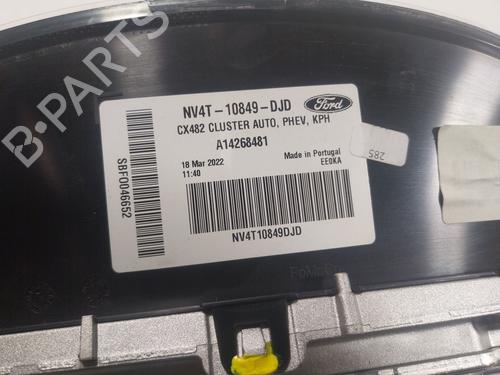 B-PARTS
NV4T-10849-DJD
Ford
CX482 CLUSTER AUTO, PHEV, KPH
A14268481
18 Mar 2022
11:40
Made in Portugal
EE0KA
NV4T10849DJD
SBF0046652
285
FoMoCo